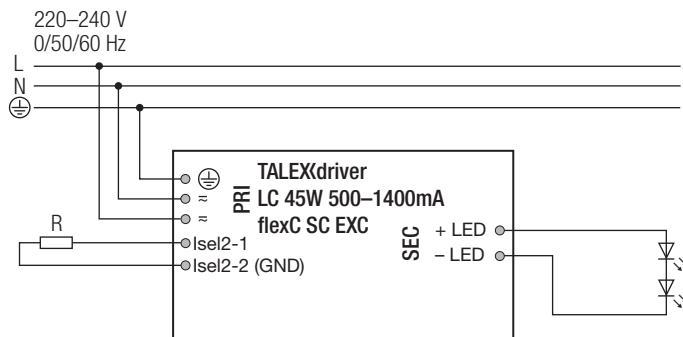 220–240 V
0/50/60 Hz
L
N
TALEXXdriver
LC 45W 500–1400mA
flexC SC EXC
PRI
≂
≂
R
Isel2-1
Isel2-2 (GND)
SEC
+ LED
– LED